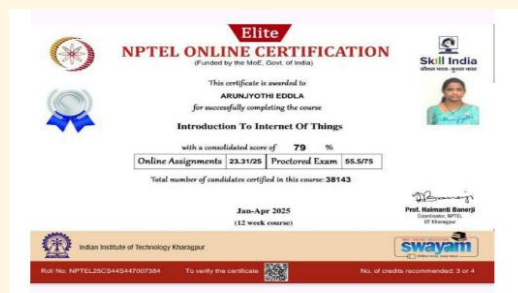 Elite
NPTEL ONLINE CERTIFICATION
(Funded by the MoE, Govt. of India)
Skill India
कौशल भारत-कुशल भारत
This certificate is awarded to
ARUNJYOTHI EDDLA
for successfully completing the course
Introduction To Internet Of Things
with a consolidated score of 79 %
Online Assignments 23.31/25 Proctored Exam 55.5/75
Total number of candidates certified in this course: 38143
Jan-Apr 2025
(12 week course)
Prof. Haimanti Banerji
Coordinator, NPTEL
IIT Kharagpur
Indian Institute of Technology Kharagpur
swayam
Roll No: NPTEL25CS44S447007384
To verify the certificate
No. of credits recommended: 3 or 4